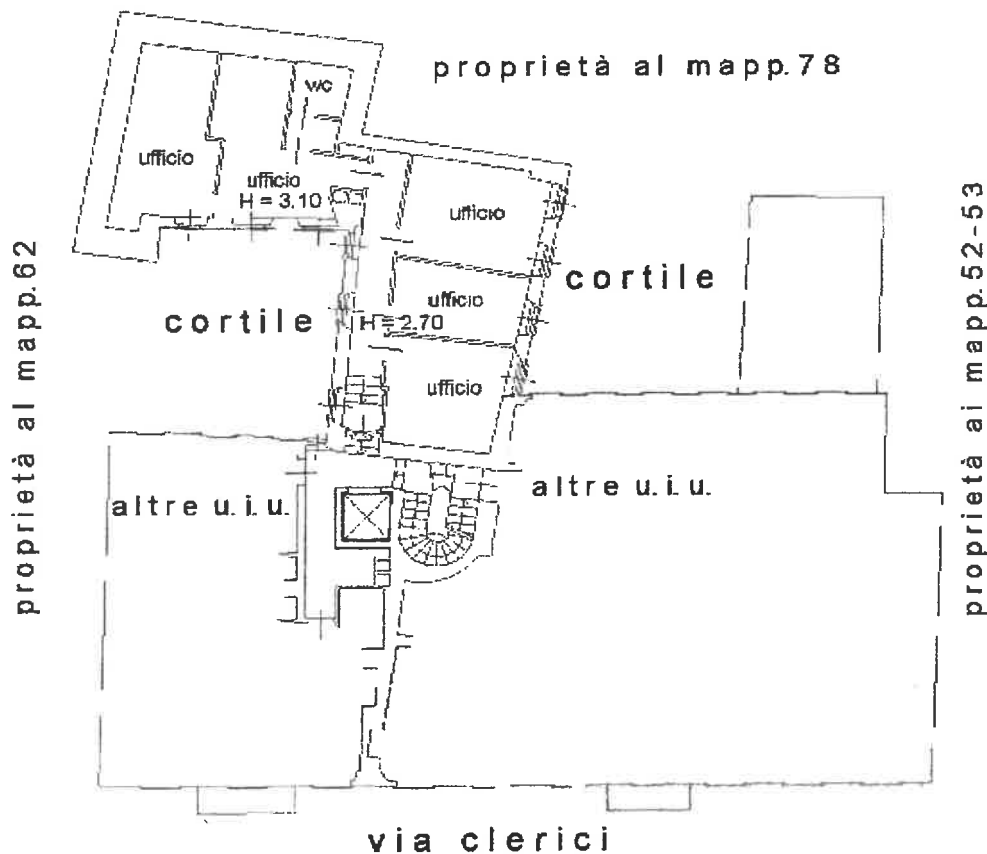 proprietà al mapp.78
wc
ufficio
ufficio
H = 3.10
ufficio
proprietà al mapp.62
proprietà ai mapp.52-53
cortile
cortile
ufficio
H = 2.70
ufficio
altre u.i.u.
altre u.i.u.
via clerici